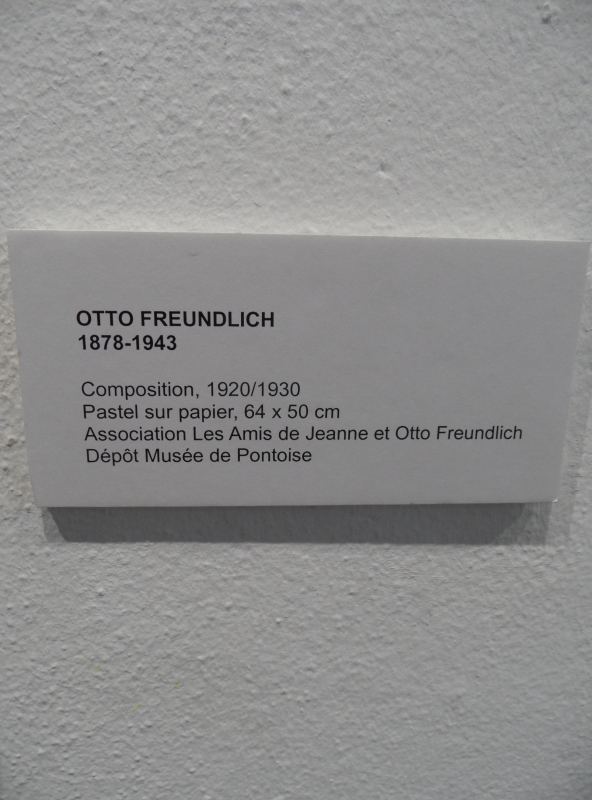 OTTO FREUNDLICH
1878-1943
Composition, 1920/1930
Pastel sur papier, 64 x 50 cm
Association Les Amis de Jeanne et Otto Freundlich
Dépôt Musée de Pontoise